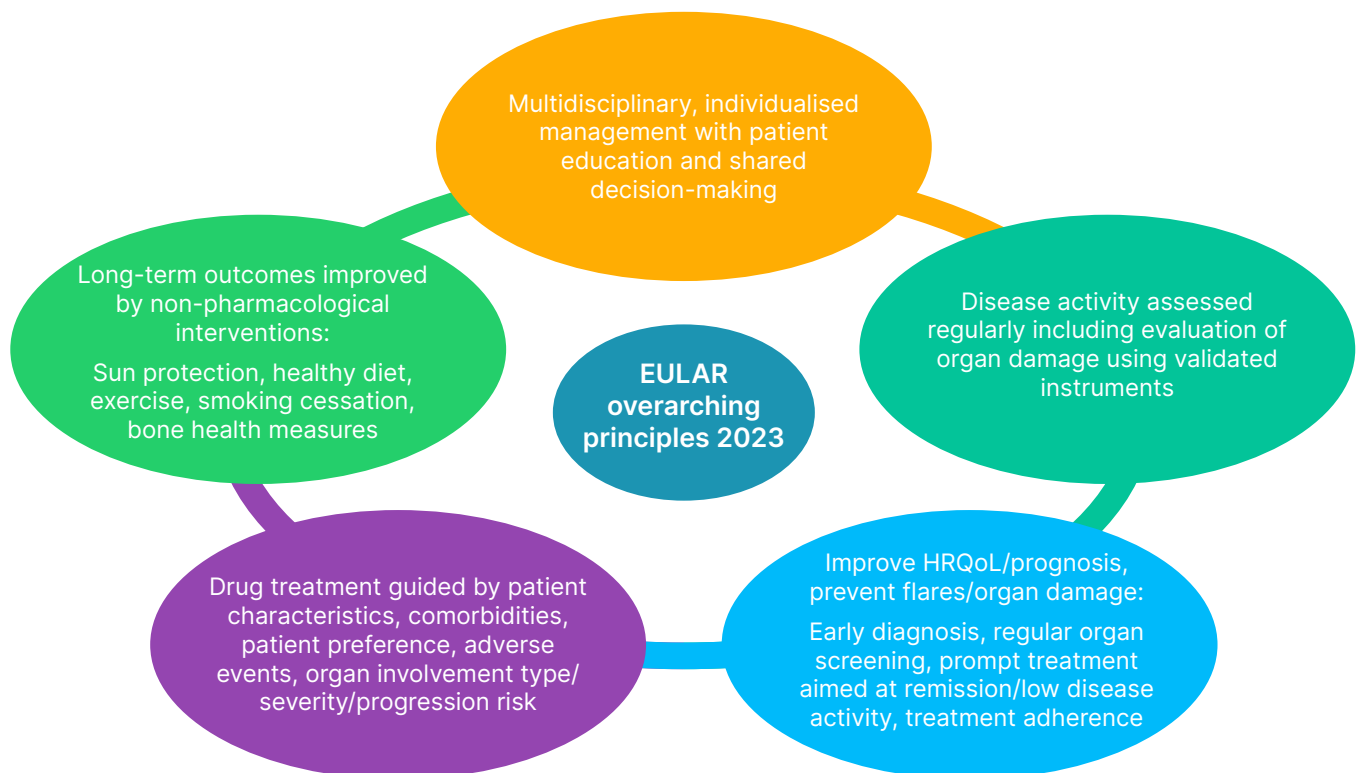 Multidisciplinary, individualised
management with patient
education and shared
decision-making
Long-term outcomes improved
by non-pharmacological
interventions:
Sun protection, healthy diet,
exercise, smoking cessation,
bone health measures
Disease activity assessed
regularly including evaluation of
organ damage using validated
instruments
EULAR
overarching
principles 2023
Drug treatment guided by patient
characteristics, comorbidities,
patient preference, adverse
events, organ involvement type/
severity/progression risk
Improve HRQoL/prognosis,
prevent flares/organ damage:
Early diagnosis, regular organ
screening, prompt treatment
aimed at remission/low disease
activity, treatment adherence